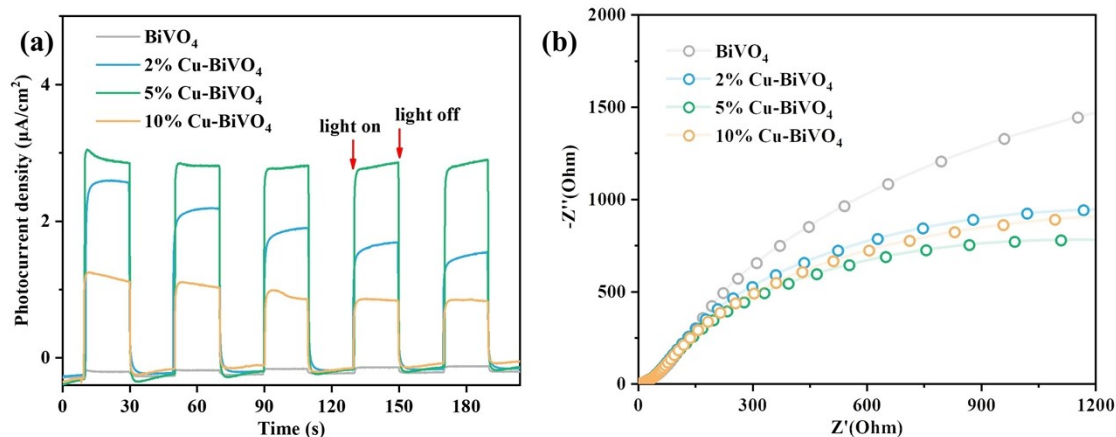 (a)
BiVO₄
2% Cu-BiVO₄
5% Cu-BiVO₄
10% Cu-BiVO₄
light on
light off
Photocurrent density (μA/cm²)
4
2
0
0 30 60 90 120 150 180
Time (s)
(b)
BiVO₄
2% Cu-BiVO₄
5% Cu-BiVO₄
10% Cu-BiVO₄
-Z''(Ohm)
2000
1500
1000
500
0
0 300 600 900 1200
Z'(Ohm)